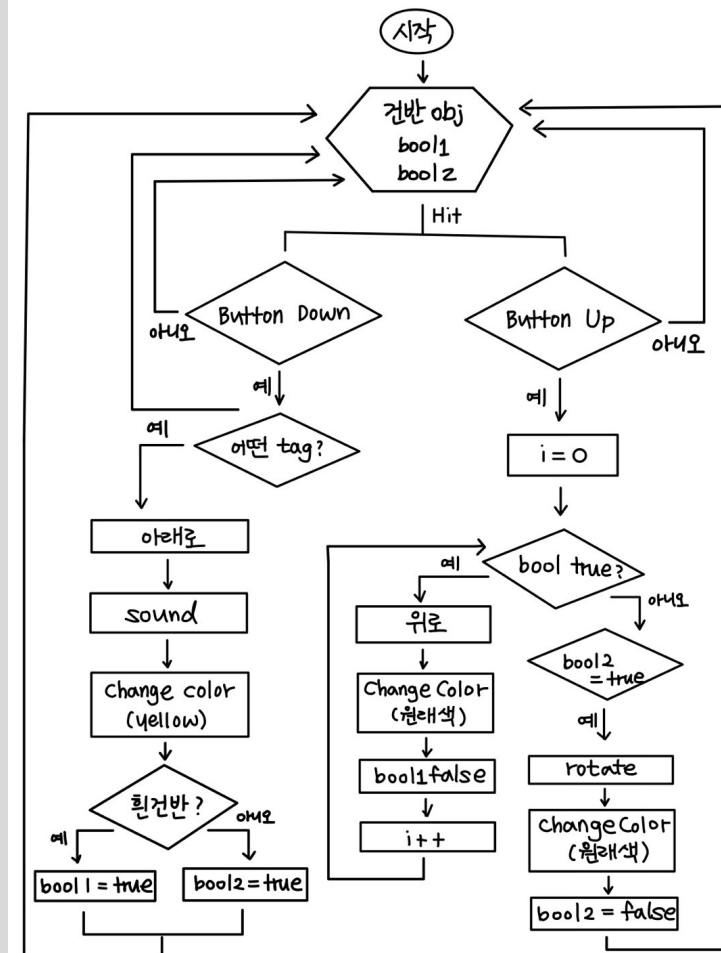 시작
건반 obj
bool1
bool2
Hit
Button Down
아니오
예
Button Up
아니오
예
어떤 tag?
예
i=0
아래로
sound
Change color
(yellow)
흰건반?
예
아니오
bool1=true
bool2=true
bool true?
예
아니오
위로
Change Color
(원래색)
bool1false
i++
bool2
=true
예
rotate
Change Color
(원래색)
bool2=false